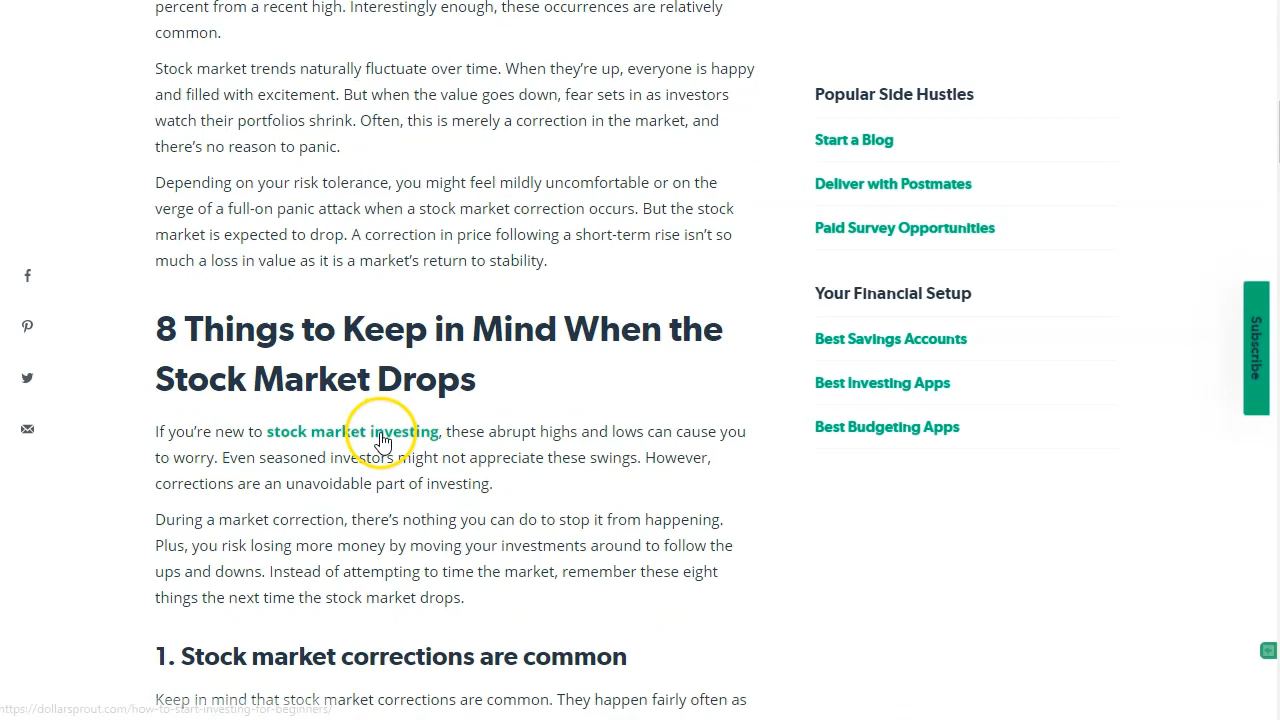 percent from a recent high. Interestingly enough, these occurrences are relatively
common.
Stock market trends naturally fluctuate over time. When they're up, everyone is happy
and filled with excitement. But when the value goes down, fear sets in as investors
watch their portfolios shrink. Often, this is merely a correction in the market, and
there's no reason to panic.
Depending on your risk tolerance, you might feel mildly uncomfortable or on the
verge of a full-on panic attack when a stock market correction occurs. But the stock
market is expected to drop. A correction in price following a short-term rise isn't so
much a loss in value as it is a market's return to stability.
8 Things to Keep in Mind When the
Stock Market Drops
If you're new to stock market investing, these abrupt highs and lows can cause you
to worry. Even seasoned investors might not appreciate these swings. However,
corrections are an unavoidable part of investing.
During a market correction, there's nothing you can do to stop it from happening.
Plus, you risk losing more money by moving your investments around to follow the
ups and downs. Instead of attempting to time the market, remember these eight
things the next time the stock market drops.
1. Stock market corrections are common
Keep in mind that stock market corrections are common. They happen fairly often as
https://dollarsprout.com/how-to-start-investing-for-beginners/
Popular Side Hustles
Start a Blog
Deliver with Postmates
Paid Survey Opportunities
Your Financial Setup
Best Savings Accounts
Best Investing Apps
Best Budgeting Apps
Subscribe